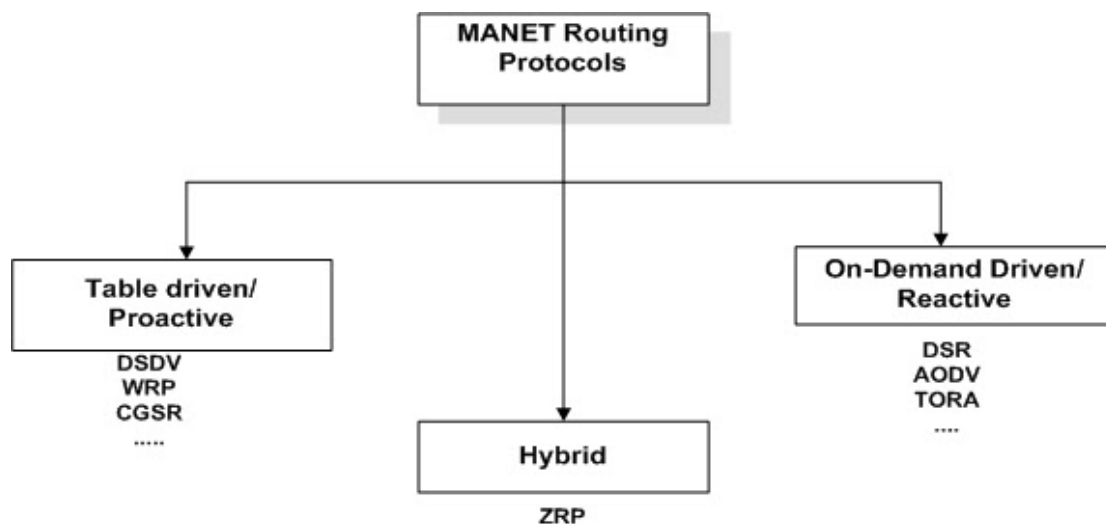 MANET Routing
Protocols
Table driven/
Proactive
DSDV
WRP
CGSR
.....
On-Demand Driven/
Reactive
DSR
AODV
TORA
....
Hybrid
ZRP